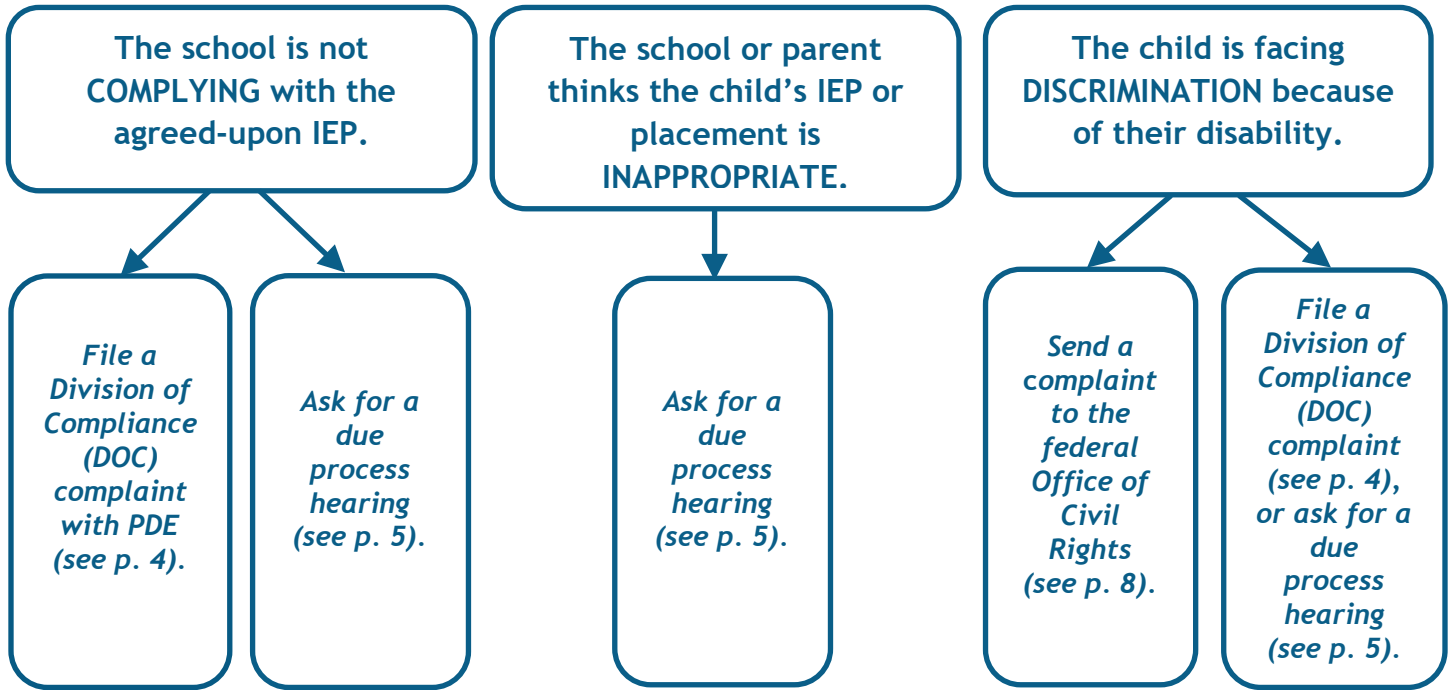 The school is not
COMPLYING with the
agreed-upon IEP.
The school or parent
thinks the child’s IEP or
placement is
INAPPROPRIATE.
The child is facing
DISCRIMINATION because
of their disability.
File a
Division of
Compliance
(DOC)
complaint
with PDE
(see p. 4).
Ask for a
due
process
hearing
(see p. 5).
Ask for a
due
process
hearing
(see p. 5).
Send a
complaint
to the
federal
Office of
Civil
Rights
(see p. 8).
File a
Division of
Compliance
(DOC)
complaint
(see p. 4),
or ask for a
due
process
hearing
(see p. 5).